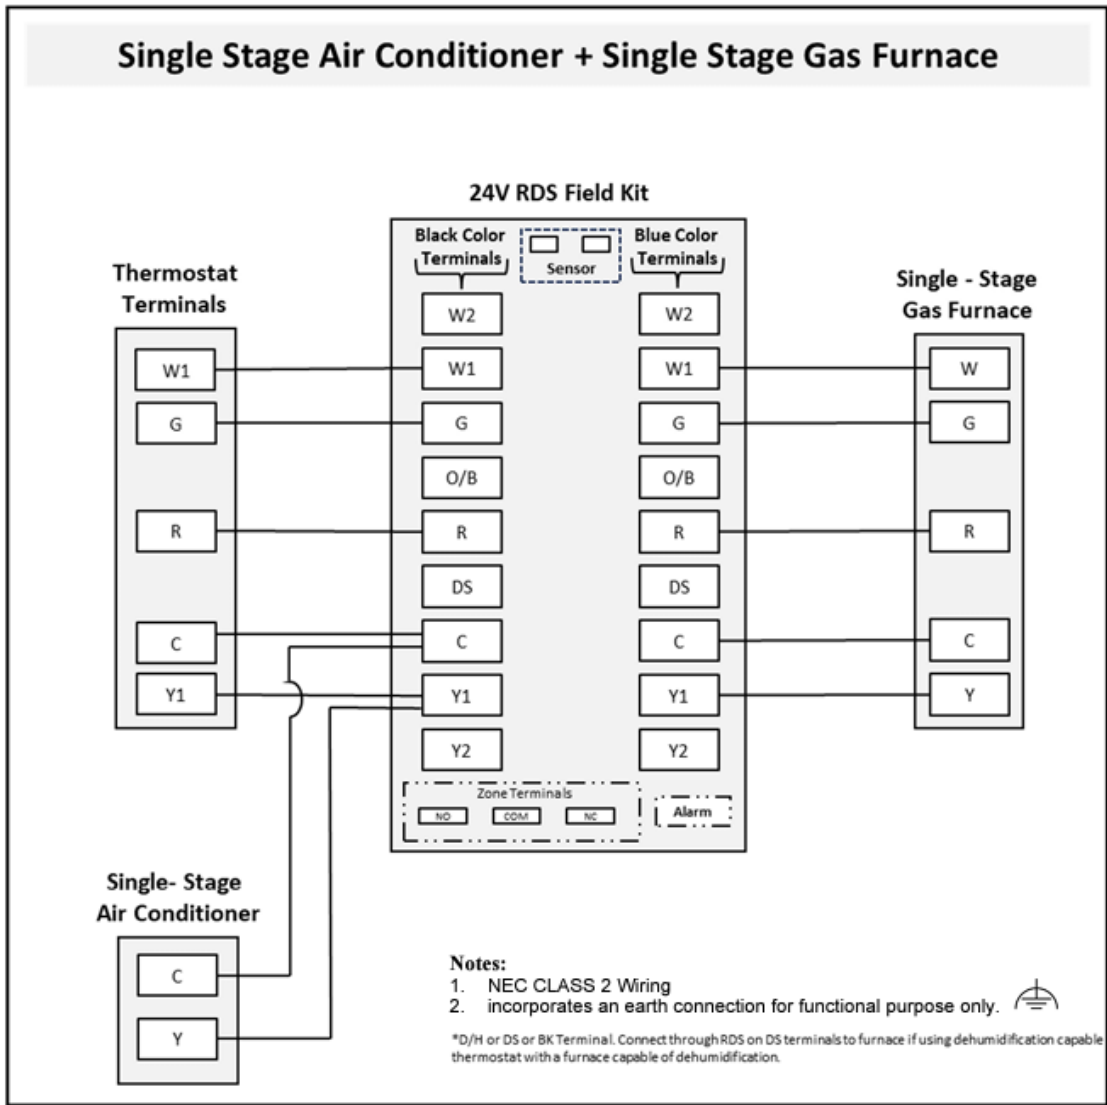 Single Stage Air Conditioner + Single Stage Gas Furnace
24V RDS Field Kit
Black Color
Terminals
Sensor
Blue Color
Terminals
Thermostat
Terminals
W1
G
R
C
Y1
W2
W1
G
O/B
R
DS
C
Y1
Y2
W2
W1
G
O/B
R
DS
C
Y1
Y2
Zone Terminals
NO
COM
NC
Alarm
Single - Stage
Gas Furnace
W
G
R
C
Y
Single- Stage
Air Conditioner
C
Y
Notes:
1. NEC CLASS 2 Wiring
2. incorporates an earth connection for functional purpose only.
*D/H or DS or BK Terminal. Connect through RDS on DS terminals to furnace if using dehumidification capable
thermostat with a furnace capable of dehumidification.